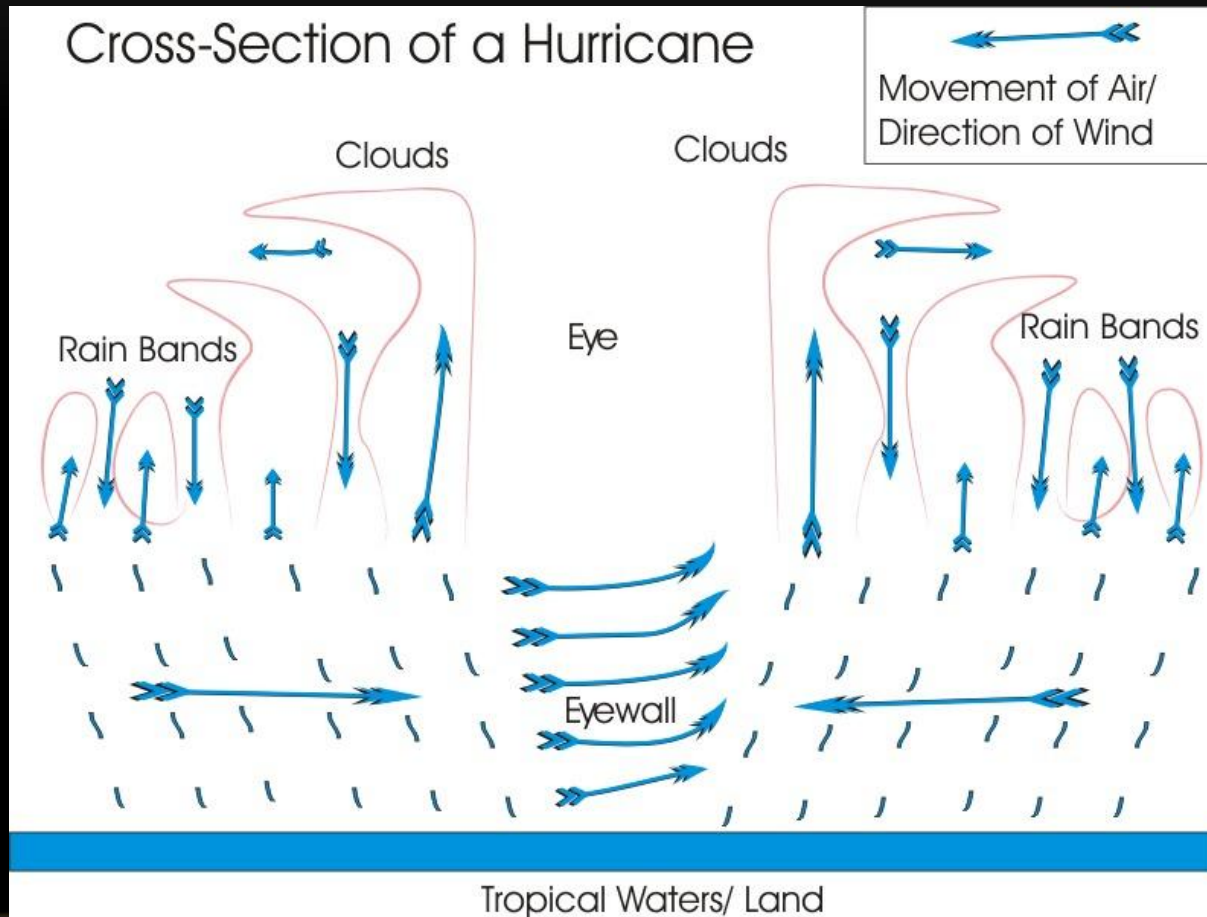 Cross-Section of a Hurricane
Movement of Air/
Direction of Wind
Clouds
Clouds
Eye
Rain Bands
Rain Bands
Eyewall
Tropical Waters/ Land